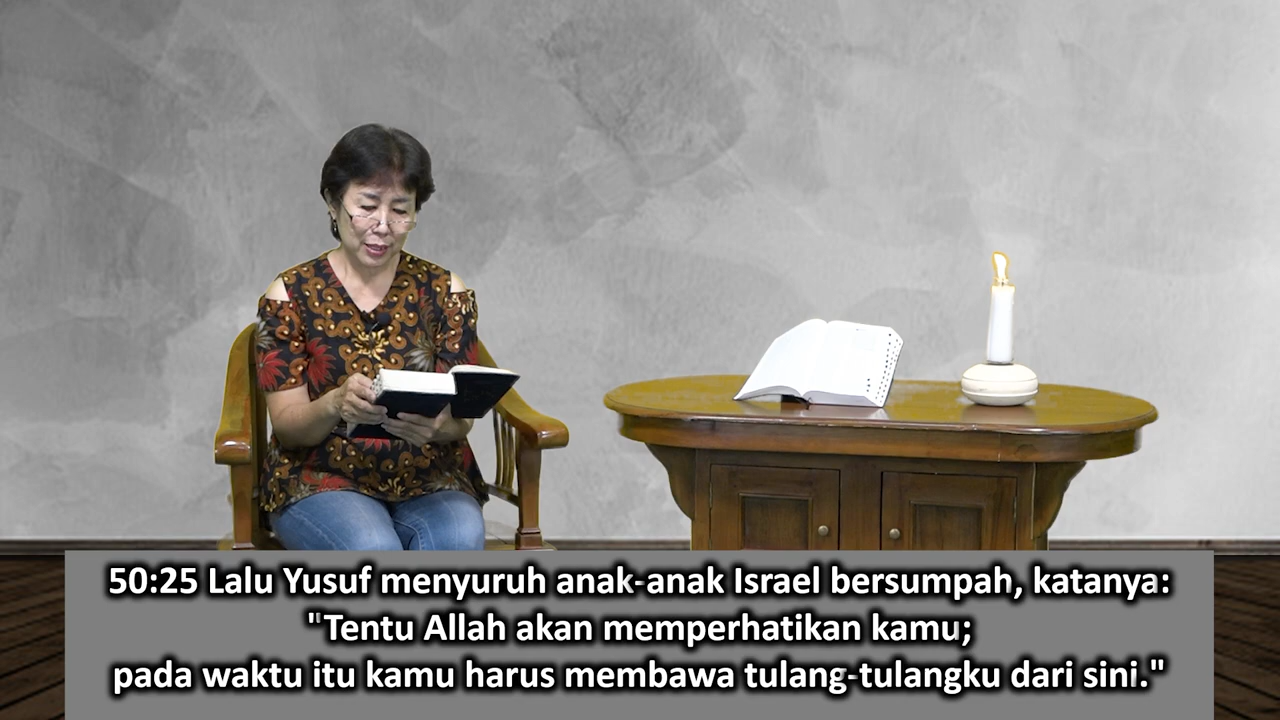 50:25 Lalu Yusuf menyuruh anak-anak Israel bersumpah, katanya:
"Tentu Allah akan memperhatikan kamu;
pada waktu itu kamu harus membawa tulang-tulangku dari sini."